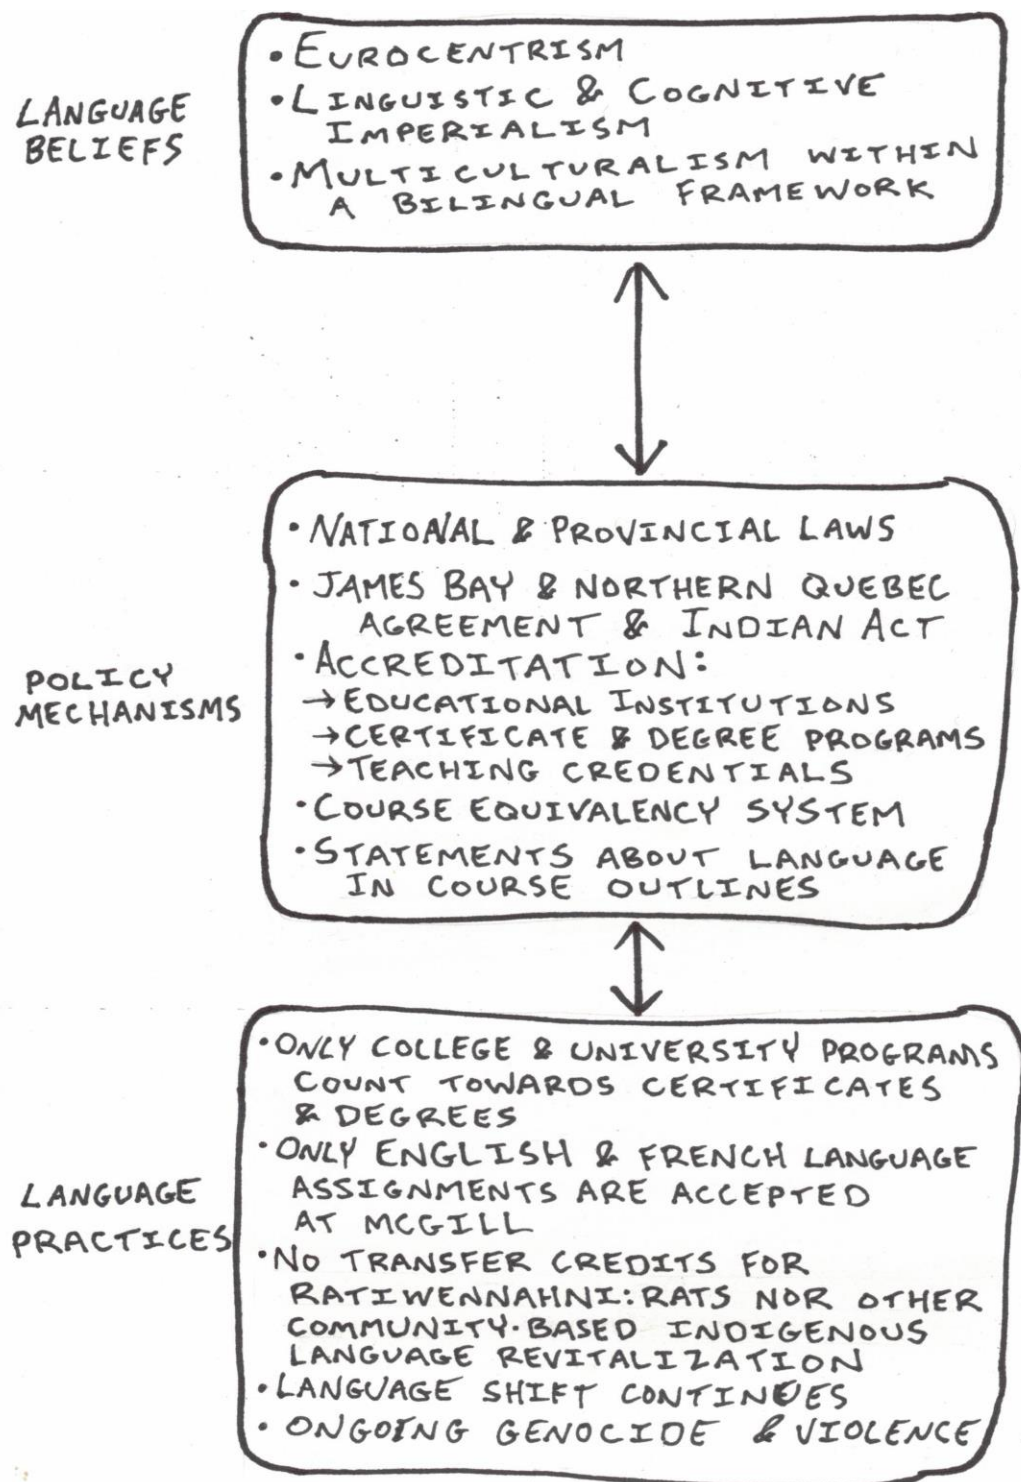 LANGUAGE
BELIEFS
• EUROCENTRISM
• LINGUISTIC & COGNITIVE
IMPERIALISM
• MULTICULTURALISM WITHIN
A BILINGUAL FRAMEWORK
POLICY
MECHANISMS
• NATIONAL & PROVINCIAL LAWS
• JAMES BAY & NORTHERN QUEBEC
AGREEMENT & INDIAN ACT
• ACCREDITATION:
→ EDUCATIONAL INSTITUTIONS
→ CERTIFICATE & DEGREE PROGRAMS
→ TEACHING CREDENTIALS
• COURSE EQUIVALENCY SYSTEM
• STATEMENTS ABOUT LANGUAGE
IN COURSE OUTLINES
LANGUAGE
PRACTICES
• ONLY COLLEGE & UNIVERSITY PROGRAMS
COUNT TOWARDS CERTIFICATES
& DEGREES
• ONLY ENGLISH & FRENCH LANGUAGE
ASSIGNMENTS ARE ACCEPTED
AT MCGILL
• NO TRANSFER CREDITS FOR
RATIWENNAHNI:RATS NOR OTHER
COMMUNITY-BASED INDIGENOUS
LANGUAGE REVITALIZATION
• LANGUAGE SHIFT CONTINUES
• ONGOING GENOCIDE & VIOLENCE